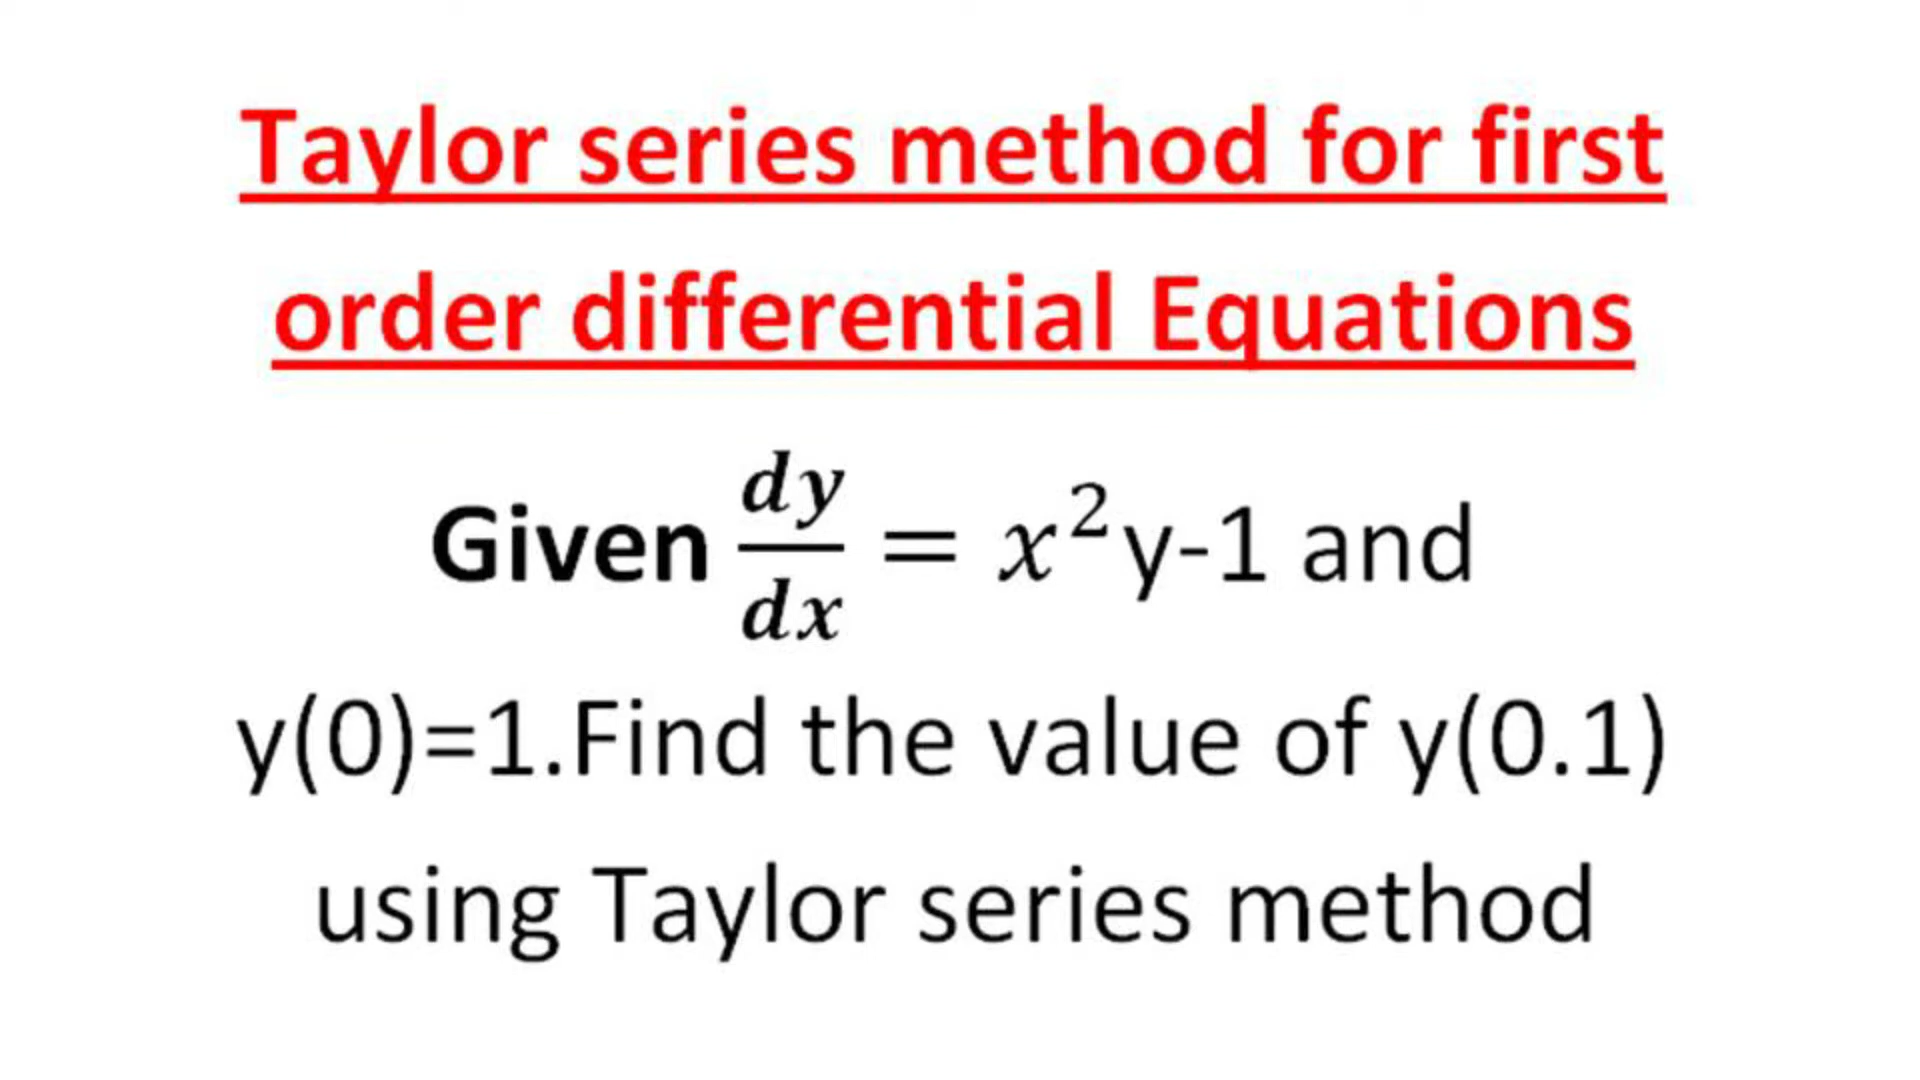 Taylor series method for first
order differential Equations
Given dy/dx = x²y-1 and
y(0)=1.Find the value of y(0.1)
using Taylor series method